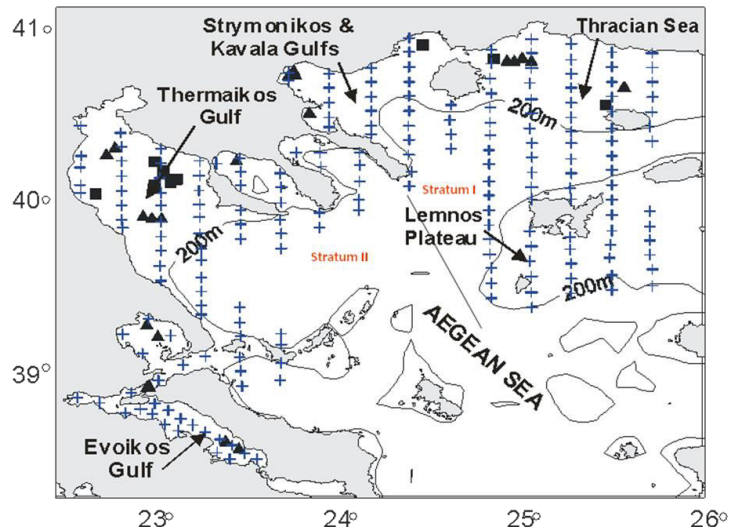 41°
Strymonikos &
Kavala Gulfs
Thracian Sea
Thermaikos
Gulf
200m
40°
Stratum I
Lemnos
Plateau
200m
Stratum II
200m
AEGEAN SEA
39°
Evoikos
Gulf
23°
24°
25°
26°